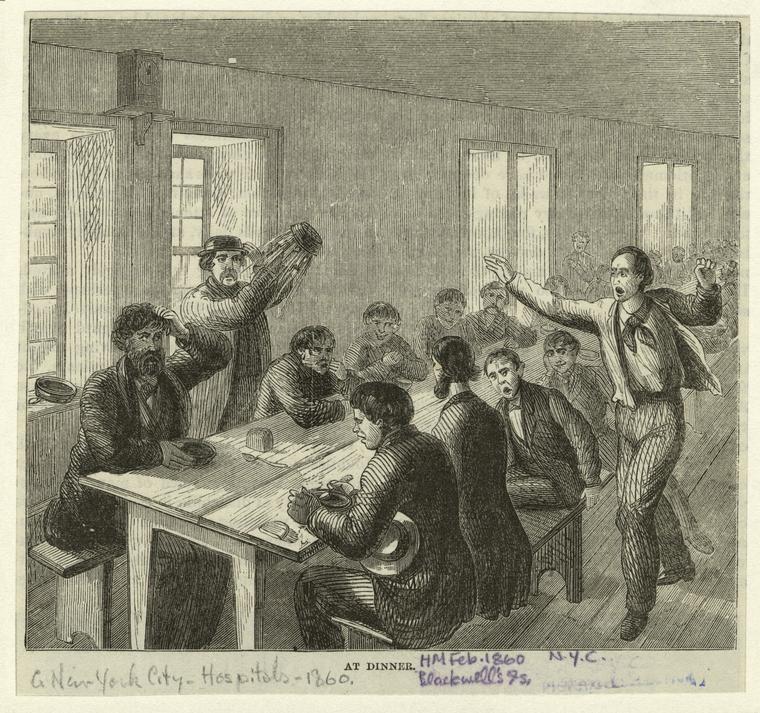 AT DINNER.
HM Feb. 1860 N.Y.C.
Blackwell's Is.
G New York City - Hospitals - 1860.